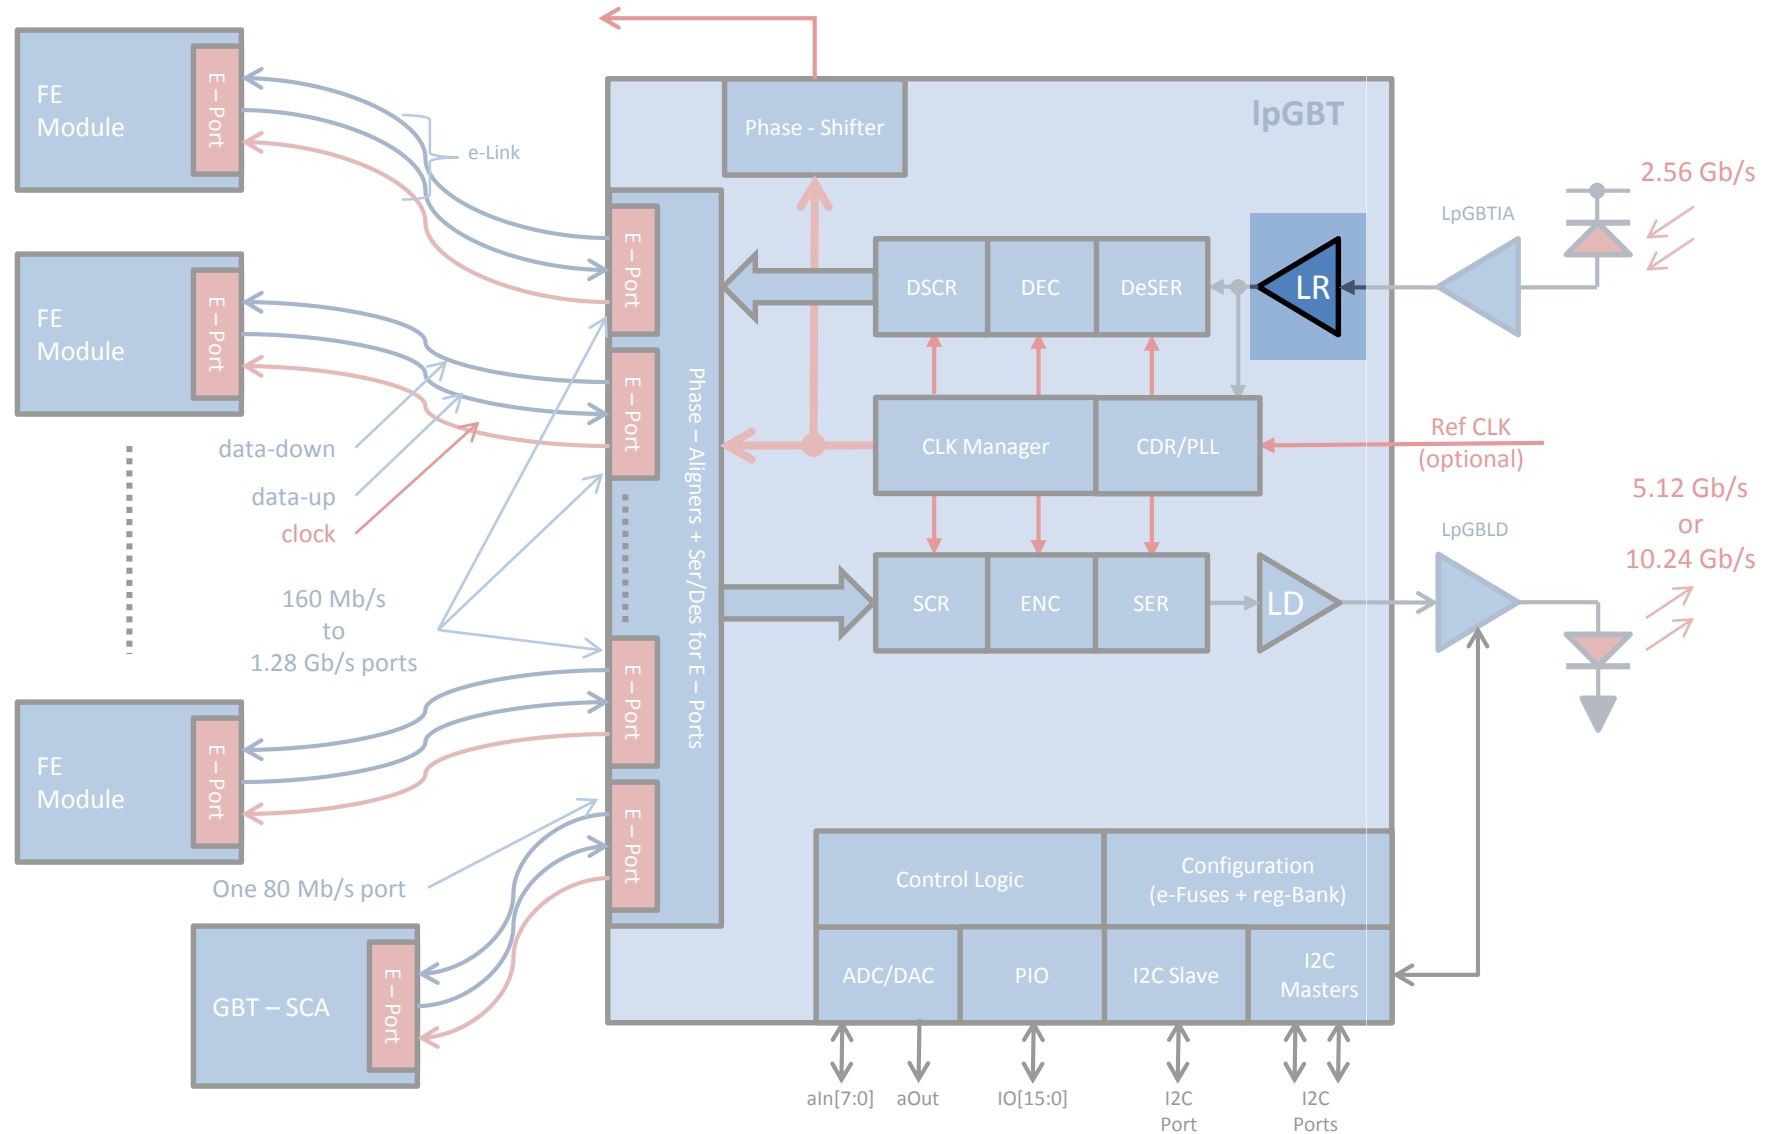 FE
Module
E – Port
e-Link
Phase - Shifter
lpGBT
2.56 Gb/s
LpGBTIA
E – Port
DSCR
DEC
DeSER
LR
FE
Module
E – Port
E – Port
Phase – Aligners + Ser/Des for E – Ports
data-down
data-up
clock
CLK Manager
CDR/PLL
Ref CLK
(optional)
5.12 Gb/s
or
10.24 Gb/s
LpGBLD
160 Mb/s
to
1.28 Gb/s ports
SCR
ENC
SER
LD
FE
Module
E – Port
E – Port
One 80 Mb/s port
E – Port
Control Logic
Configuration
(e-Fuses + reg-Bank)
GBT – SCA
E – Port
ADC/DAC
PIO
I2C Slave
I2C
Masters
aIn[7:0]
aOut
IO[15:0]
I2C
Port
I2C
Ports